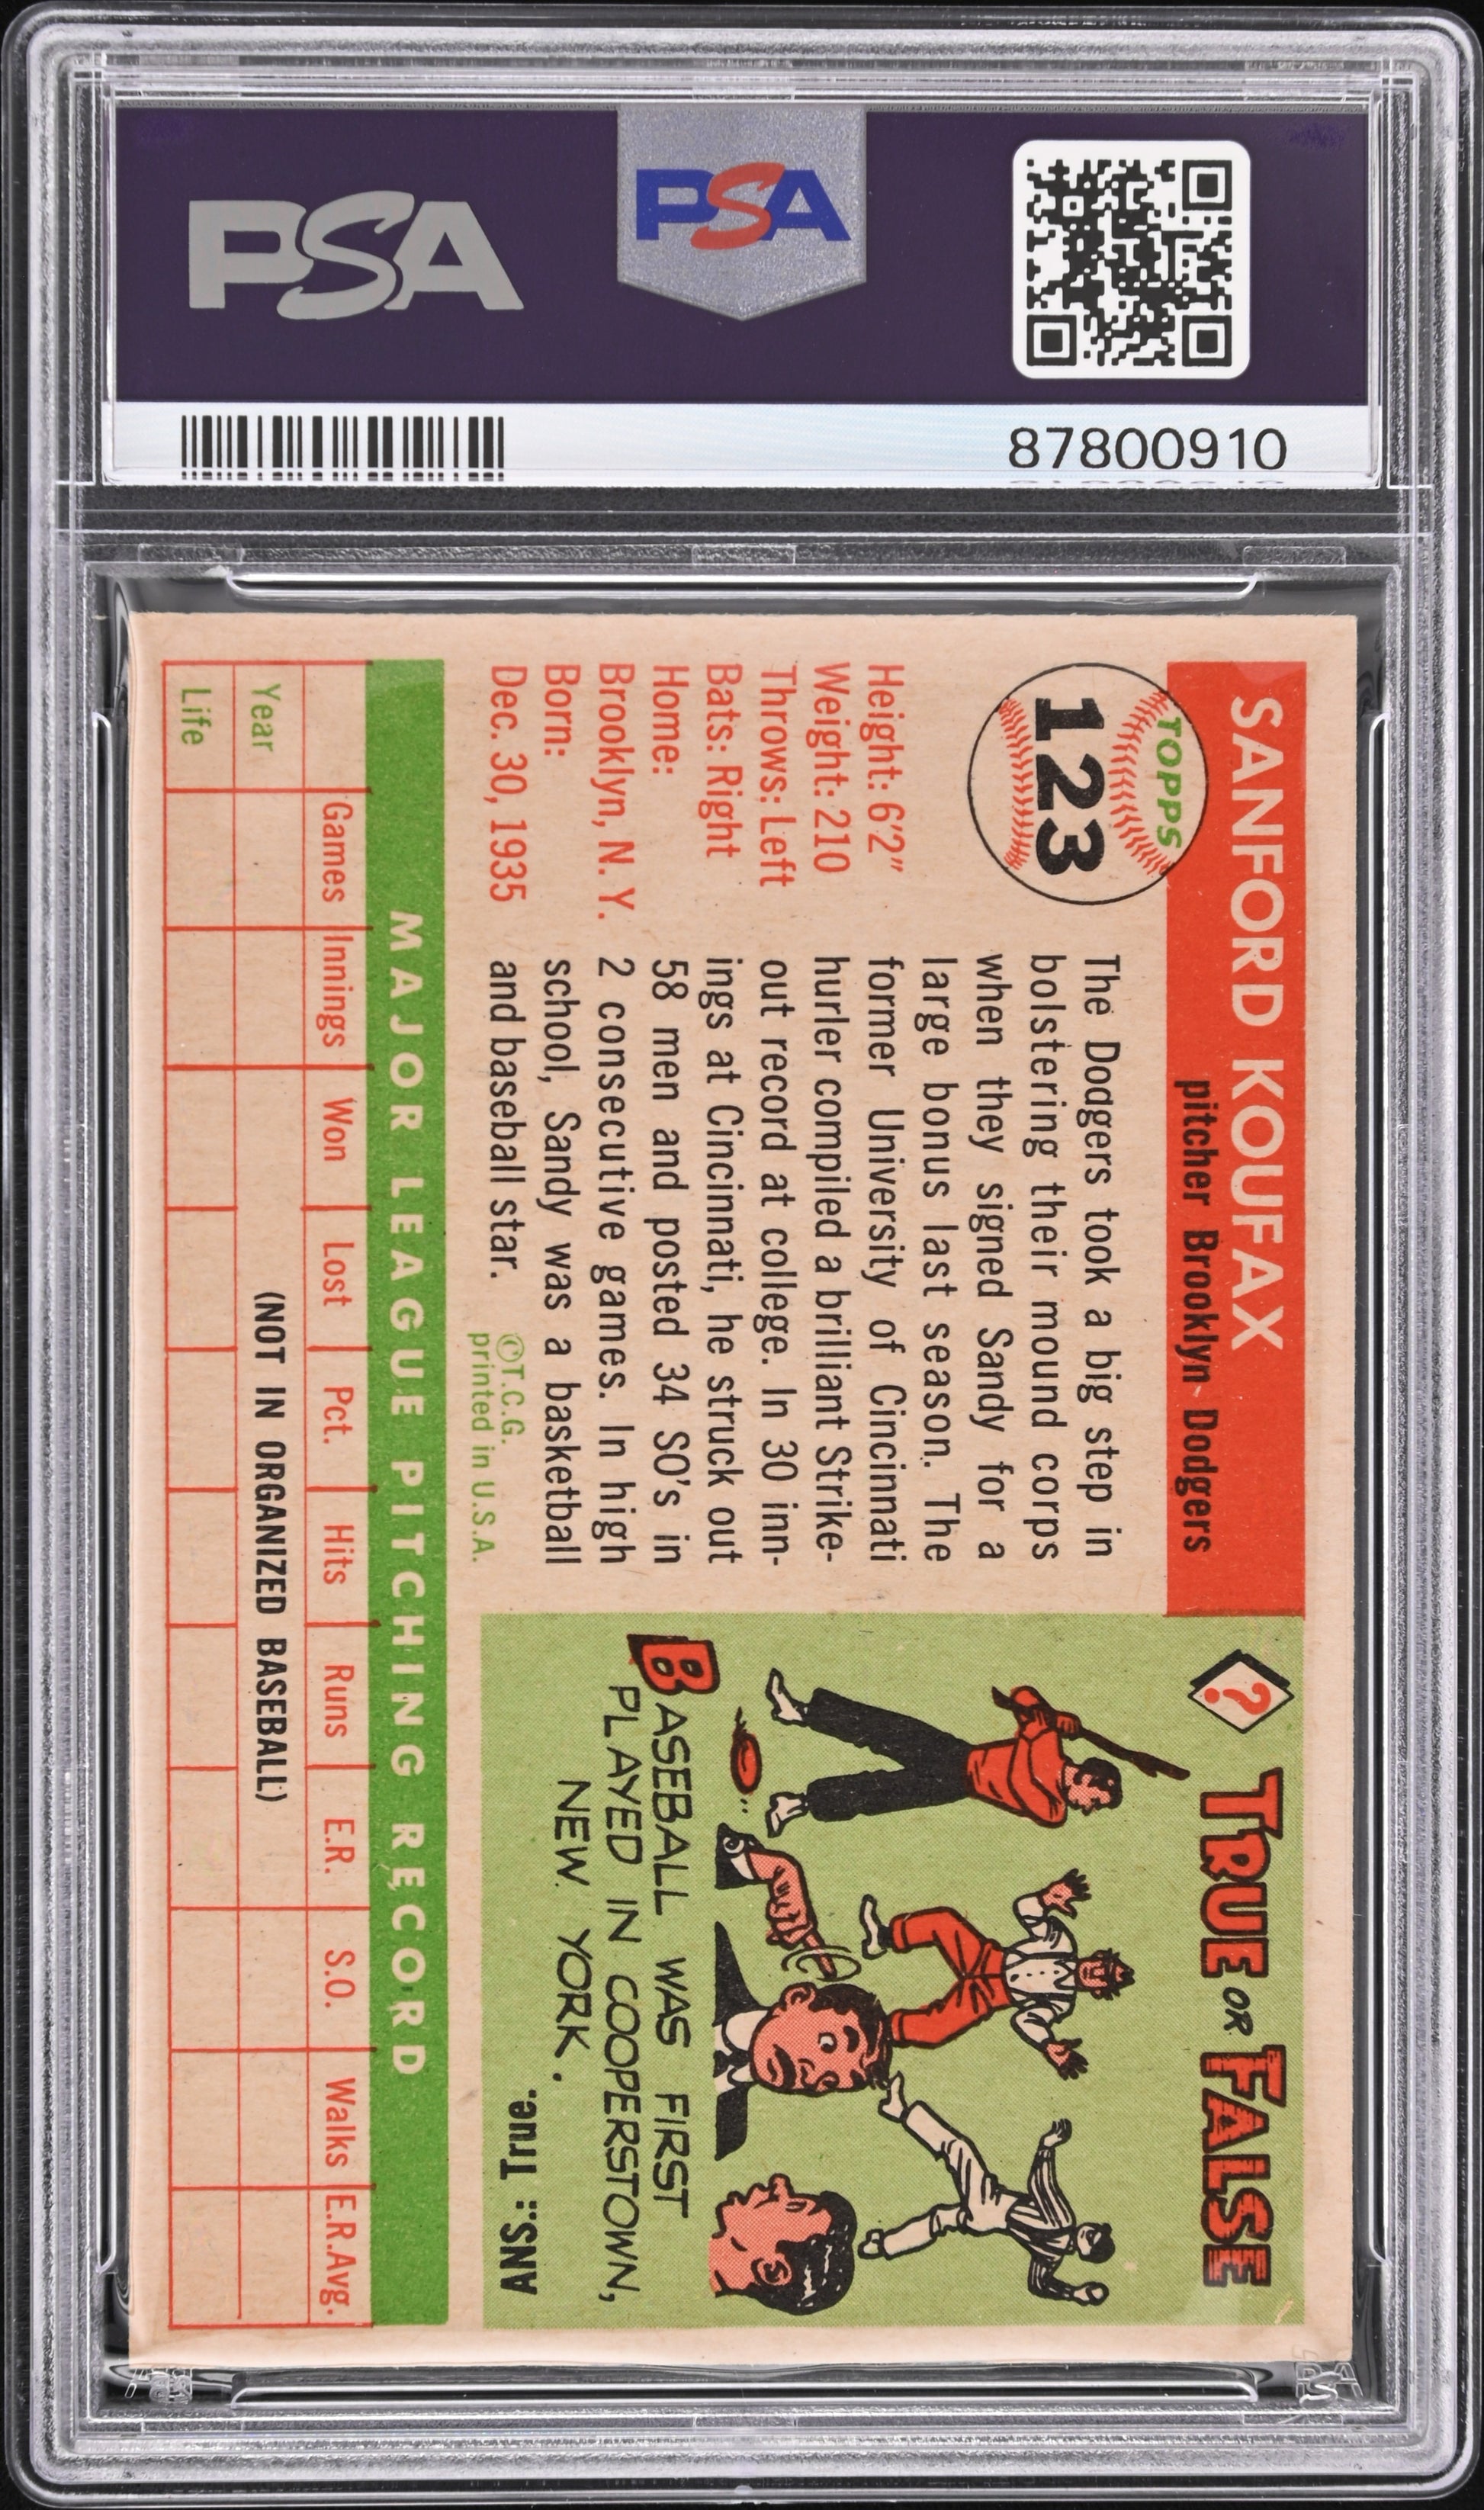 PSA
PSA
87800910
SANFORD KOUFAX
pitcher Brooklyn Dodgers
TOPPS
123
Height: 6'2"
Weight: 210
Throws: Left
Bats: Right
Home:
Brooklyn, N. Y.
Born:
Dec. 30, 1935
The Dodgers took a big step in
bolstering their mound corps
when they signed Sandy for a
large bonus last season. The
former University of Cincinnati
hurler compiled a brilliant Strike-
out record at college. In 30 inn-
ings at Cincinnati, he struck out
58 men and posted 34 SO's in
2 consecutive games. In high
school, Sandy was a basketball
and baseball star.
©T.C.G.
printed in U.S.A.
? TRUE OR FALSE
BASEBALL WAS FIRST
PLAYED IN COOPERSTOWN,
NEW YORK.
ANS.: True.
MAJOR LEAGUE PITCHING RECORD
Games Innings Won Lost Pct. Hits Runs E.R. S.O. Walks E.R.Avg.
Year (NOT IN ORGANIZED BASEBALL)
Life
PSA